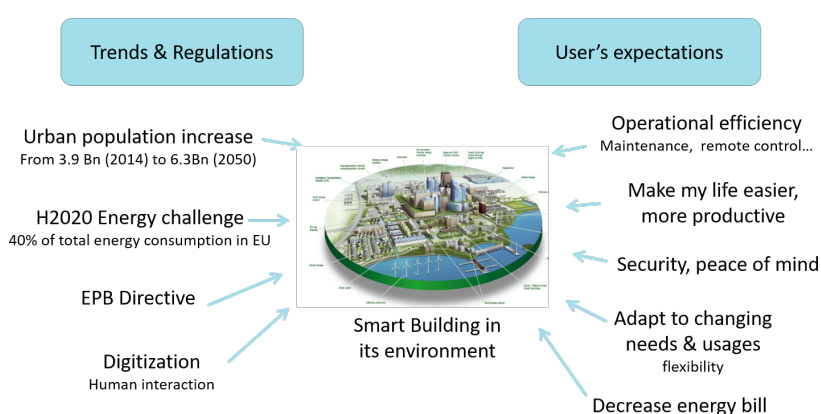 Trends & Regulations
User's expectations
Urban population increase
From 3.9 Bn (2014) to 6.3Bn (2050)
H2020 Energy challenge
40% of total energy consumption in EU
EPB Directive
Digitization
Human interaction
Smart Building in
its environment
Operational efficiency
Maintenance, remote control...
Make my life easier,
more productive
Security, peace of mind
Adapt to changing
needs & usages
flexibility
Decrease energy bill